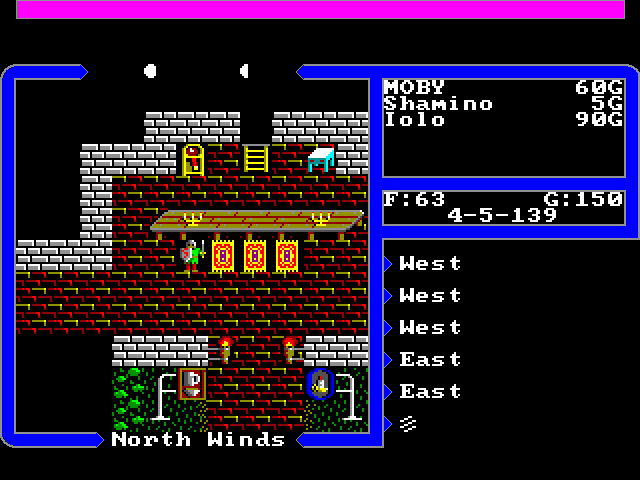 MOBY 60G
Shamino 5G
Iolo 90G
F:63 G:150
4-5-139
West
West
West
East
East
North Winds